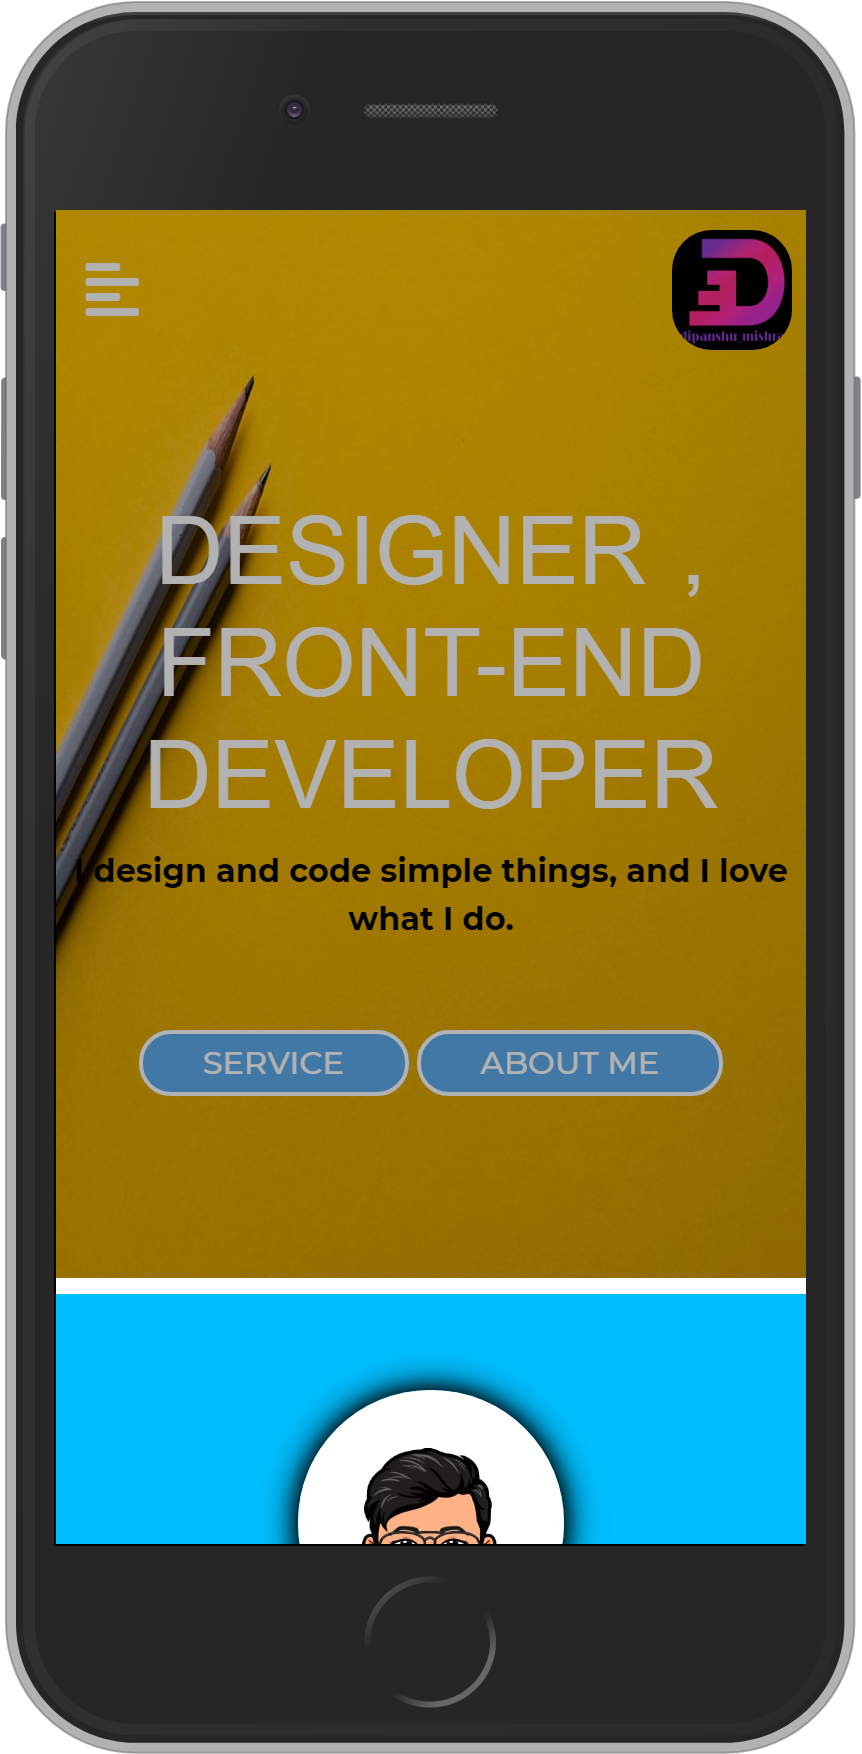 dipanshu_mishra
DESIGNER ,
FRONT-END
DEVELOPER
I design and code simple things, and I love
what I do.
SERVICE
ABOUT ME